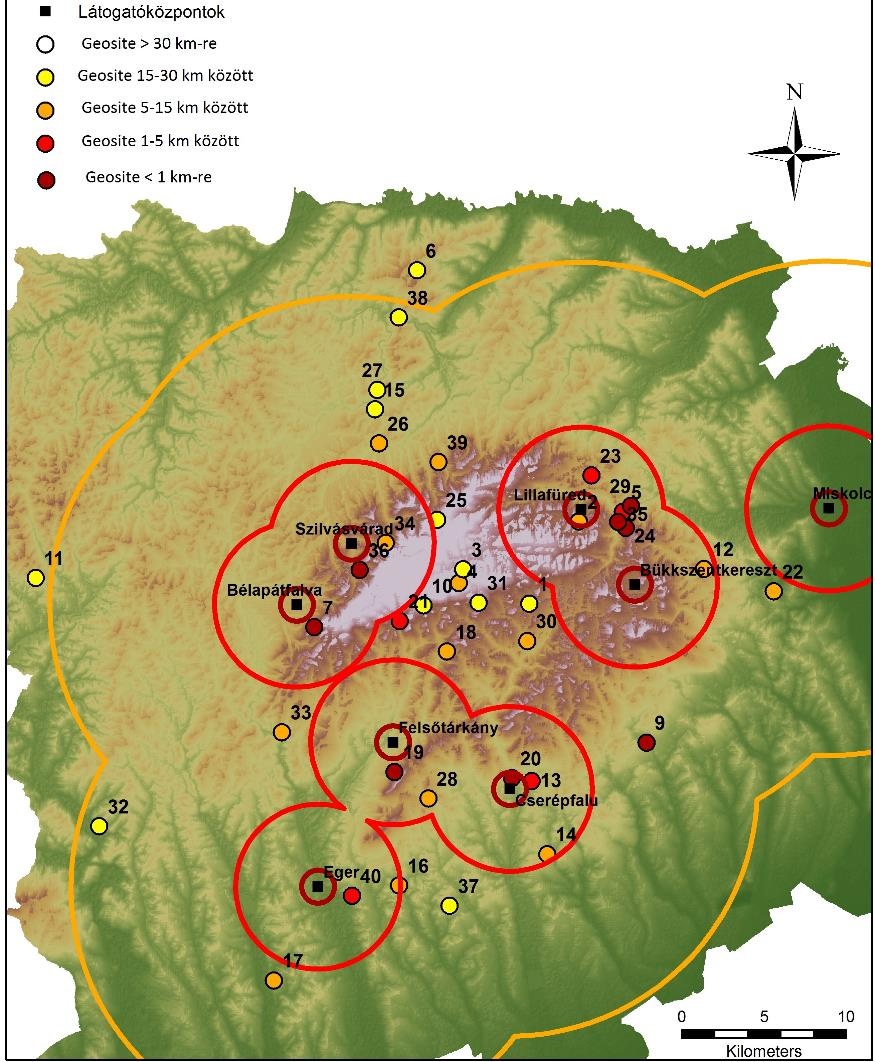 Látogatóközpontok
Geosite > 30 km-re
Geosite 15-30 km között
Geosite 5-15 km között
Geosite 1-5 km között
Geosite < 1 km-re
N
6
38
27
15
26
39
23
Lillafüred
2
29
5
35
24
Miskolc
25
Szilvásvárad
34
36
3
4
12
11
Bükkszentkereszt
22
Bélapátfalva
10
31
1
7
21
18
30
33
Felsőtárkány
9
19
20
13
28
Cserépfalu
32
14
Eger
40
16
37
17
0 5 10
Kilometers